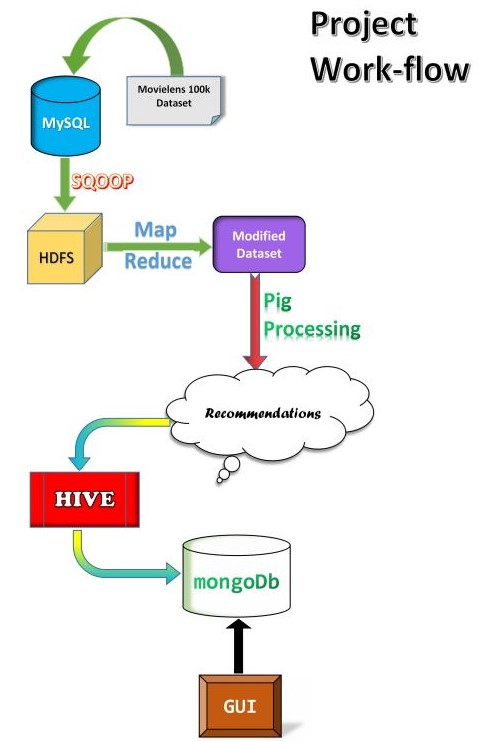 Project
Work-flow
Movielens 100k
Dataset
MySQL
SQOOP
HDFS
Map
Reduce
Modified
Dataset
Pig
Processing
Recommendations
HIVE
mongoDb
GUI